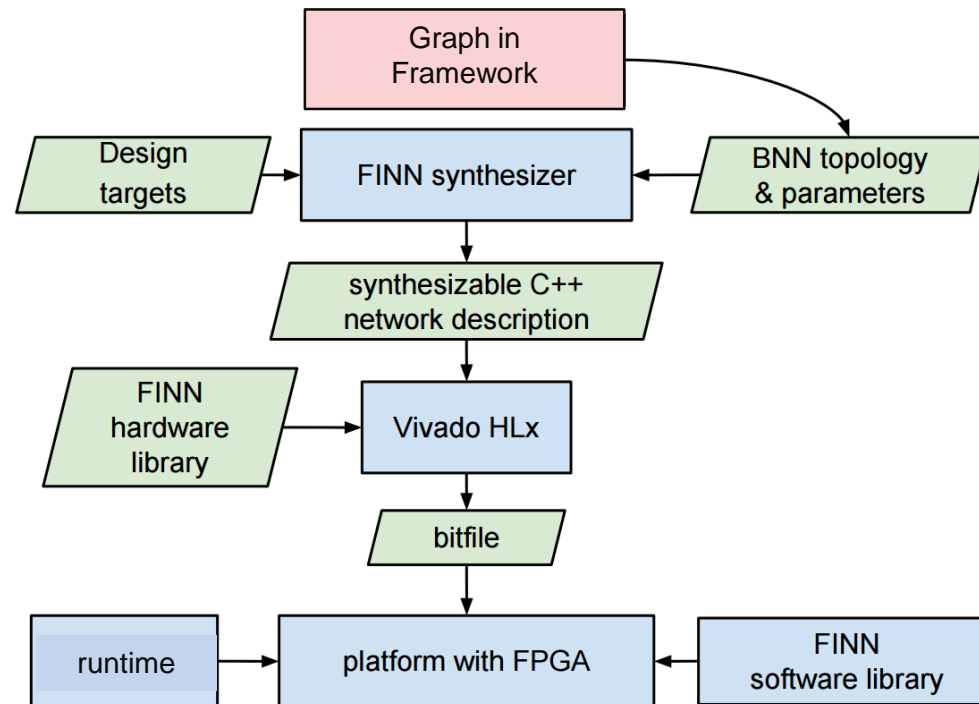 Graph in
Framework
Design
targets
FINN synthesizer
BNN topology
& parameters
synthesizable C++
network description
FINN
hardware
library
Vivado HLx
bitfile
runtime
platform with FPGA
FINN
software library